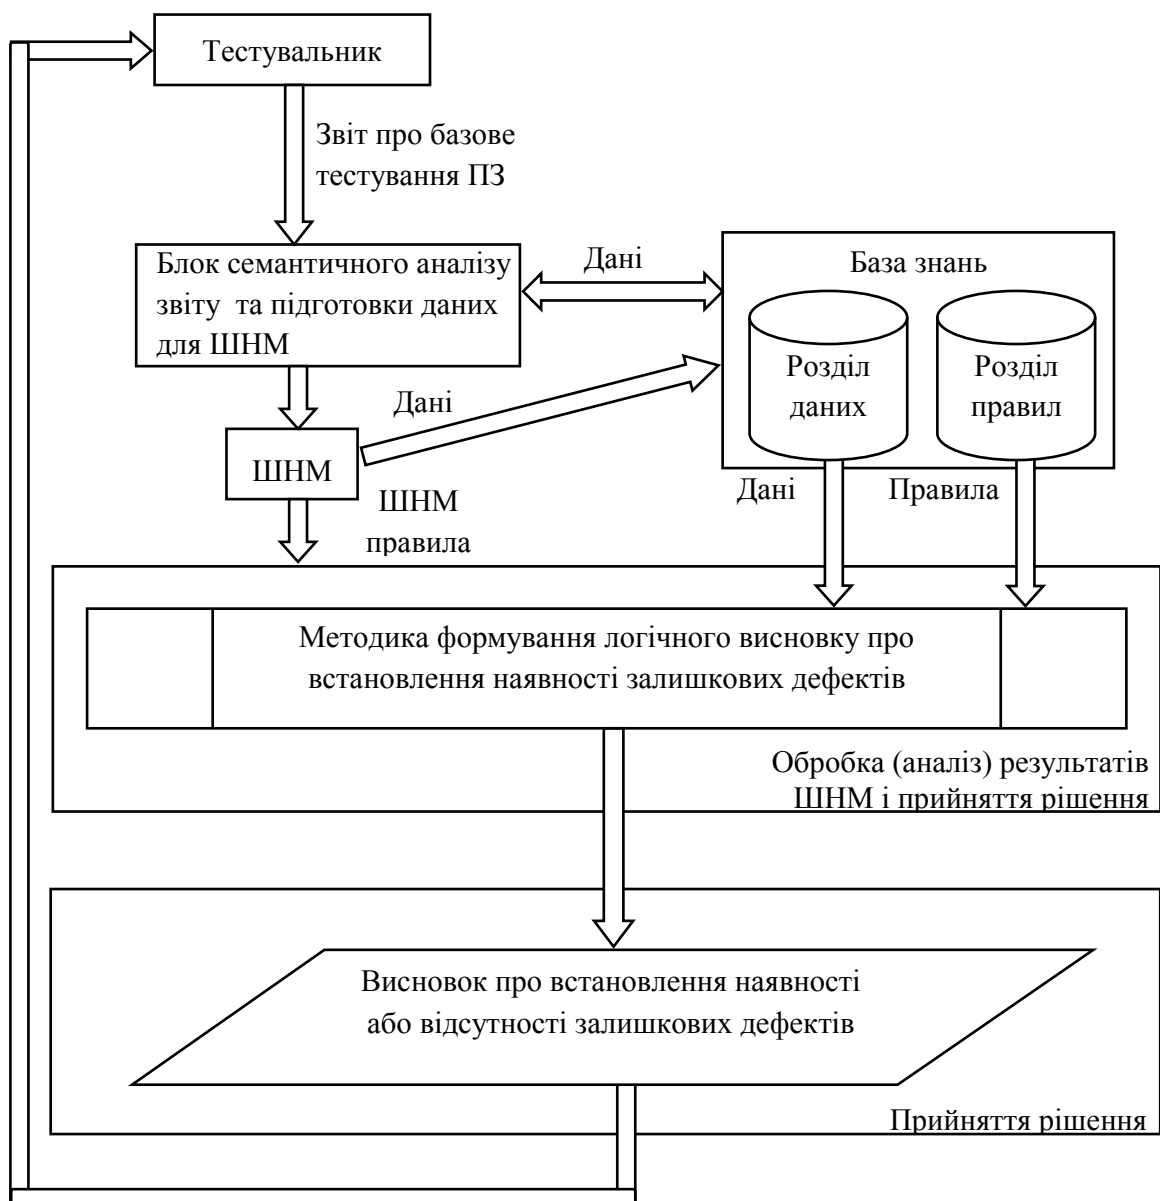 Тестувальник
Звіт про базове
тестування ПЗ
Блок семантичного аналізу
звіту та підготовки даних
для ШНМ
Дані
База знань
Розділ
даних
Розділ
правил
Дані
ШНМ
ШНМ
правила
Дані
Правила
Методика формування логічного висновку про
встановлення наявності залишкових дефектів
Обробка (аналіз) результатів
ШНМ і прийняття рішення
Висновок про встановлення наявності
або відсутності залишкових дефектів
Прийняття рішення